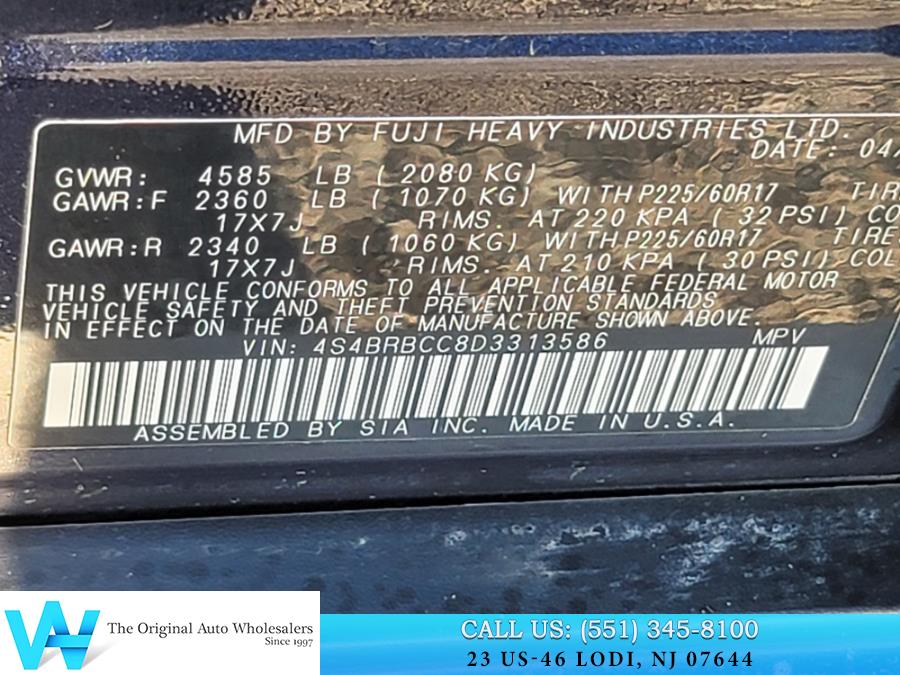 MFD BY FUJI HEAVY INDUSTRIES LTD.
DATE: 04/
GVWR: 4585 LB ( 2080 KG)
GAWR:F 2360 LB ( 1070 KG) WITH P225/60R17 TIRE
17X7J RIMS. AT 220 KPA ( 32 PSI) CO
GAWR:R 2340 LB ( 1060 KG) WITH P225/60R17 TIRES
17X7J RIMS. AT 210 KPA ( 30 PSI) COL
THIS VEHICLE CONFORMS TO ALL APPLICABLE FEDERAL MOTOR
VEHICLE SAFETY AND THEFT PREVENTION STANDARDS
IN EFFECT ON THE DATE OF MANUFACTURE SHOWN ABOVE.
VIN: 4S4BRBCC8D3313586 MPV
ASSEMBLED BY SIA INC. MADE IN U.S.A.
The Original Auto Wholesalers
Since 1997
CALL US: (551) 345-8100
23 US-46 LODI, NJ 07644